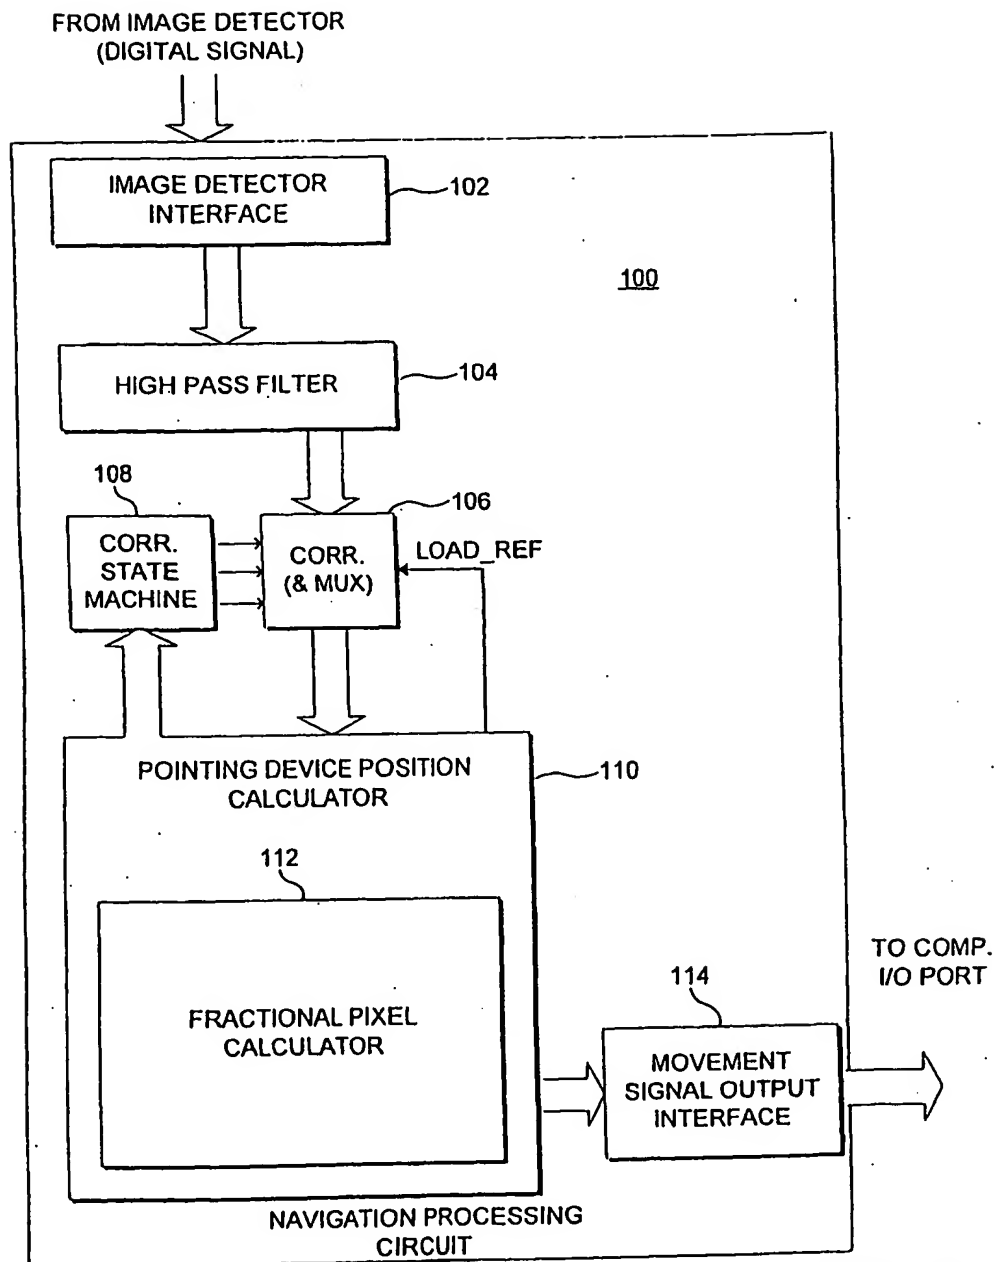 FROM IMAGE DETECTOR
(DIGITAL SIGNAL)
IMAGE DETECTOR
INTERFACE
102
100
HIGH PASS FILTER
104
108
106
CORR.
STATE
MACHINE
CORR.
(& MUX)
LOAD_REF
POINTING DEVICE POSITION
CALCULATOR
110
112
FRACTIONAL PIXEL
CALCULATOR
TO COMP.
I/O PORT
114
MOVEMENT
SIGNAL OUTPUT
INTERFACE
NAVIGATION PROCESSING
CIRCUIT